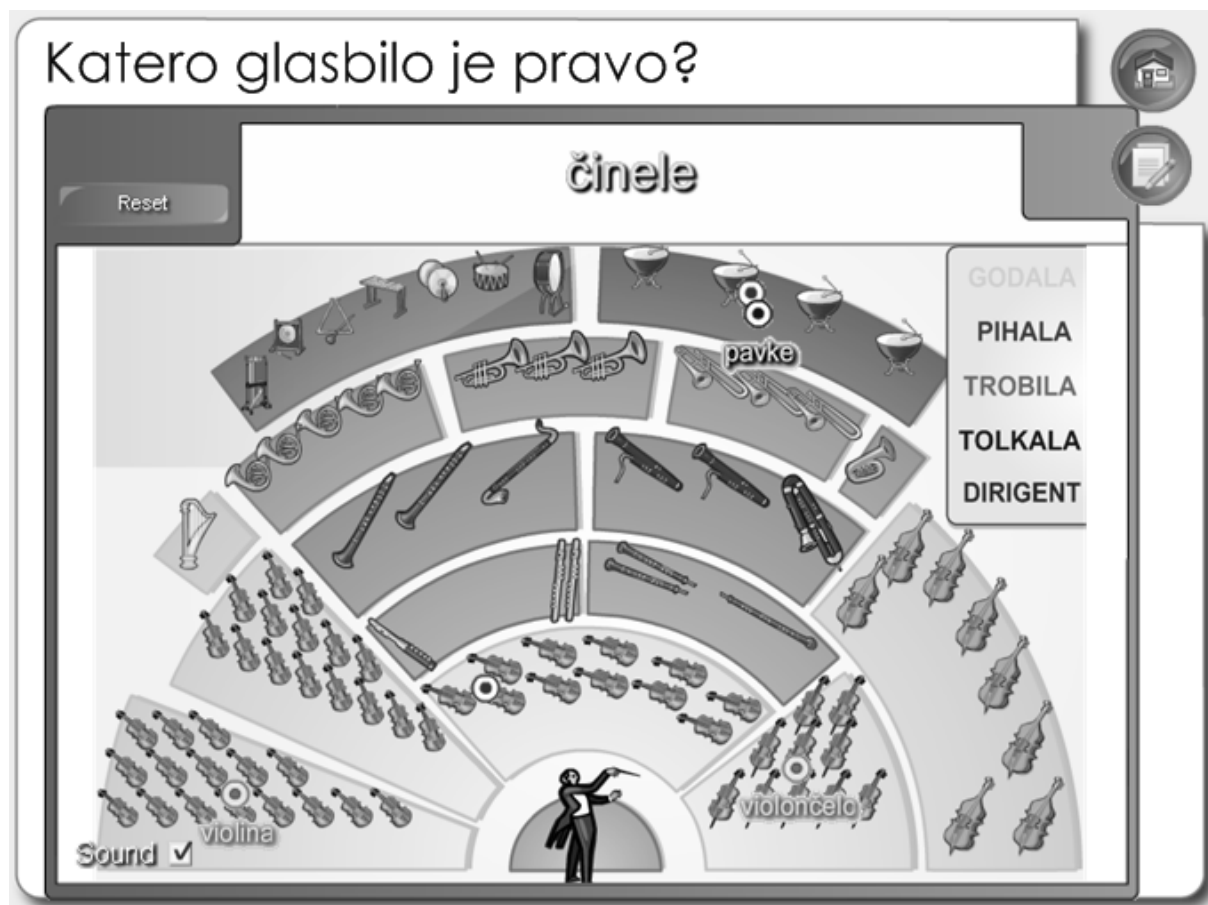 Katero glasbilo je pravo?
Reset
činele
GODALA
PIHALA
TROBILA
TOLKALA
DIRIGENT
pavke
violončelo
violina
Sound